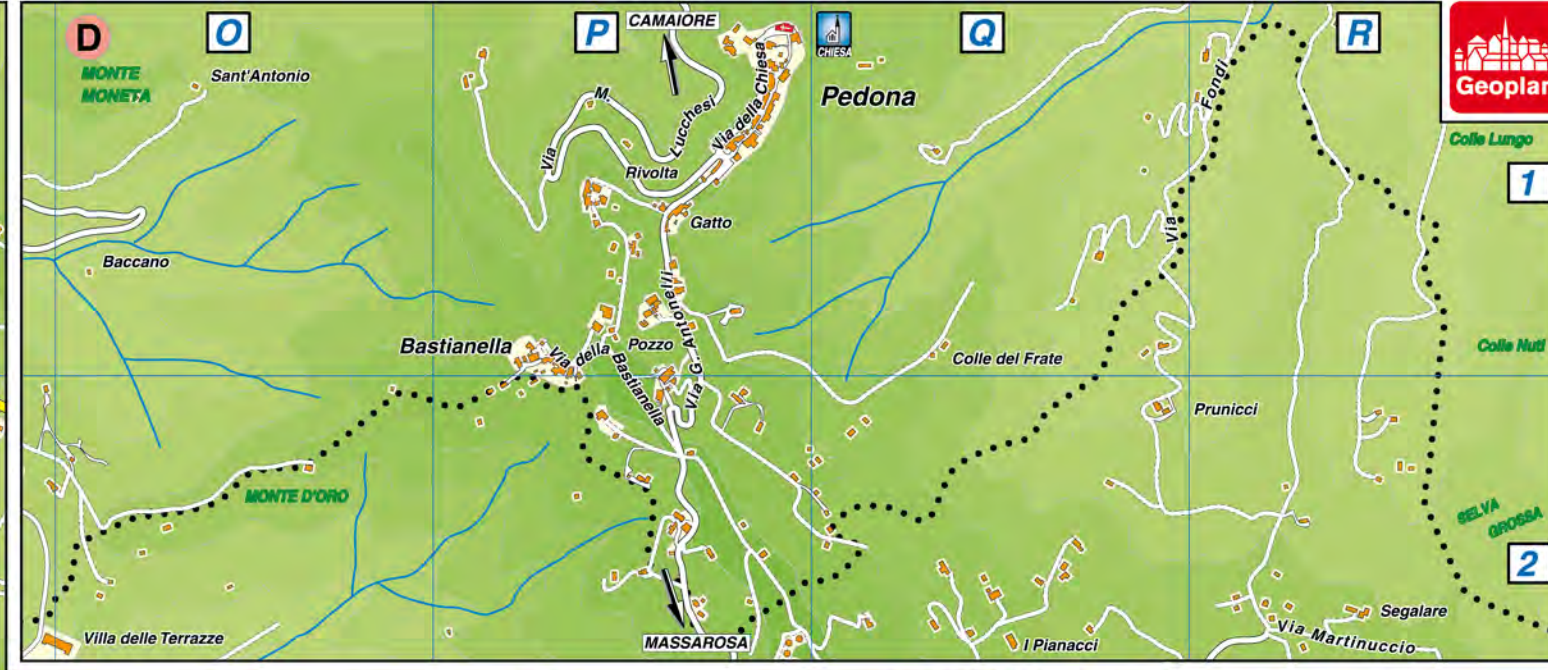 D
O
P
CAMAIORE
CHIESA
Q
R
Geoplan
MONTE
MONETA
Sant'Antonio
Via M. Lucchesi
Via della Chiesa
Pedona
Via Fondi
Colle Lungo
1
Rivolta
Gatto
Baccano
Via G. Antonelli
Bastianella
Via della Bastianella
Pozzo
Colle del Frate
Colle Nuti
Via G.
Prunicci
MONTE D'ORO
SELVA
GROSSA
2
Villa delle Terrazze
MASSAROSA
I Pianacci
Segalare
Via Martinuccio